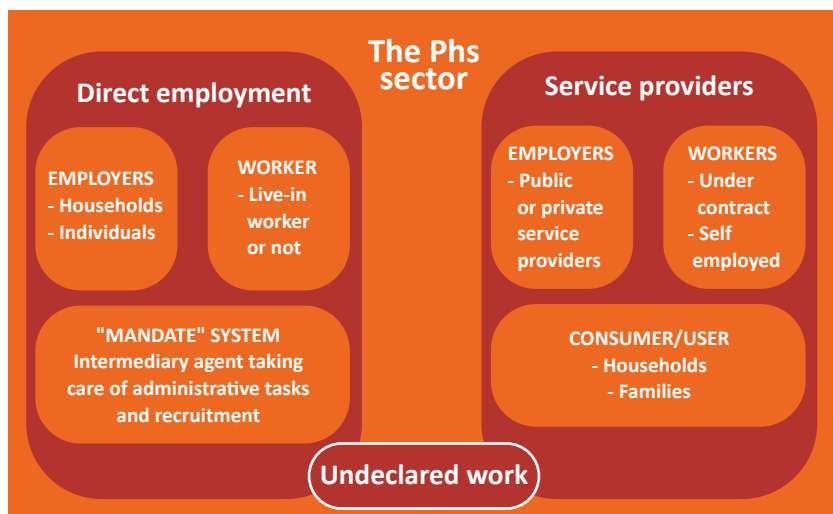 The Phs
sector
Direct employment
EMPLOYERS
- Households
- Individuals
WORKER
- Live-in
worker
or not
"MANDATE" SYSTEM
Intermediary agent taking
care of administrative tasks
and recruitment
Service providers
EMPLOYERS
- Public
or private
service
providers
WORKERS
- Under
contract
- Self
employed
CONSUMER/USER
- Households
- Families
Undeclared work